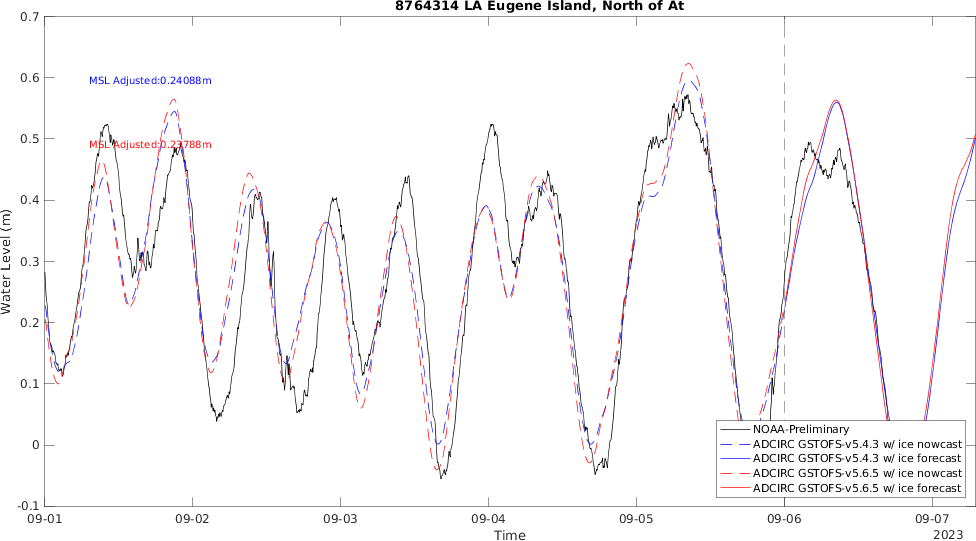 8764314 LA Eugene Island, North of At
0.7
0.6
0.5
0.4
0.3
0.2
0.1
0
-0.1
Water Level (m)
MSL Adjusted:0.24088m
MSL Adjusted:0.23788m
NOAA-Preliminary
ADCIRC GSTOFS-v5.4.3 w/ ice nowcast
ADCIRC GSTOFS-v5.4.3 w/ ice forecast
ADCIRC GSTOFS-v5.6.5 w/ ice nowcast
ADCIRC GSTOFS-v5.6.5 w/ ice forecast
09-01 09-02 09-03 09-04 09-05 09-06 09-07
Time
2023